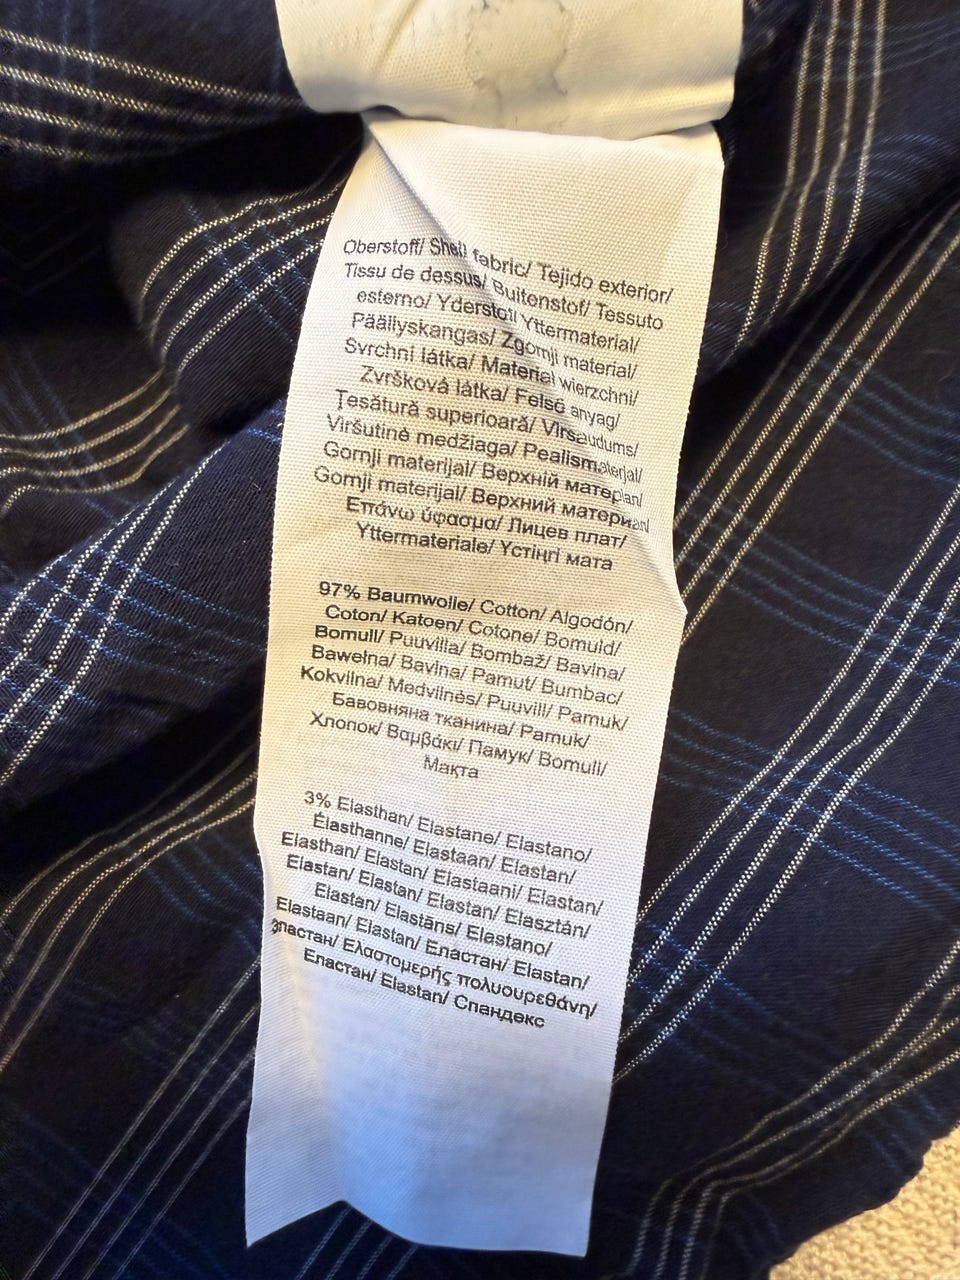 Oberstoff/ Shell fabric/ Tejido exterior/
Tissu de dessus/ Buitenstof/ Tessuto
esterno/ Yderstof/ Yttermaterial/
Päällyskangas/ Zgornji material/
Svrchní látka/ Materiał wierzchni/
Zvršková látka/ Felső anyag/
Țesătură superioară/ Virsaudums/
Viršutinė medžiaga/ Pealismaterjal/
Gornji materijal/ Верхній матеріал/
Gornji materijal/ Верхний материал/
Επάνω ύφασμα/ Лицев плат/
Yttermateriale/ Үстіңгі мата
97% Baumwolle/ Cotton/ Algodón/
Coton/ Katoen/ Cotone/ Bomuld/
Bomull/ Puuvilla/ Bombaž/ Bavlna/
Bawełna/ Bavlna/ Pamut/ Bumbac/
Kokvilna/ Medvilnės/ Puuvill/ Pamuk/
Бавовняна тканина/ Pamuk/
Хлопок/ Βαμβάκι/ Памук/ Bomull/
Мақта
3% Elasthan/ Elastane/ Elastano/
Élasthanne/ Elastaan/ Elastan/
Elasthan/ Elastan/ Elastaani/ Elastan/
Elastan/ Elastan/ Elastan/ Elasztán/
Elastan/ Elastāns/ Elastano/
Elastaan/ Elastan/ Еластан/ Elastan/
Эластан/ Ελαστομερής πολυουρεθάνη/
Еластан/ Elastan/ Спандекс